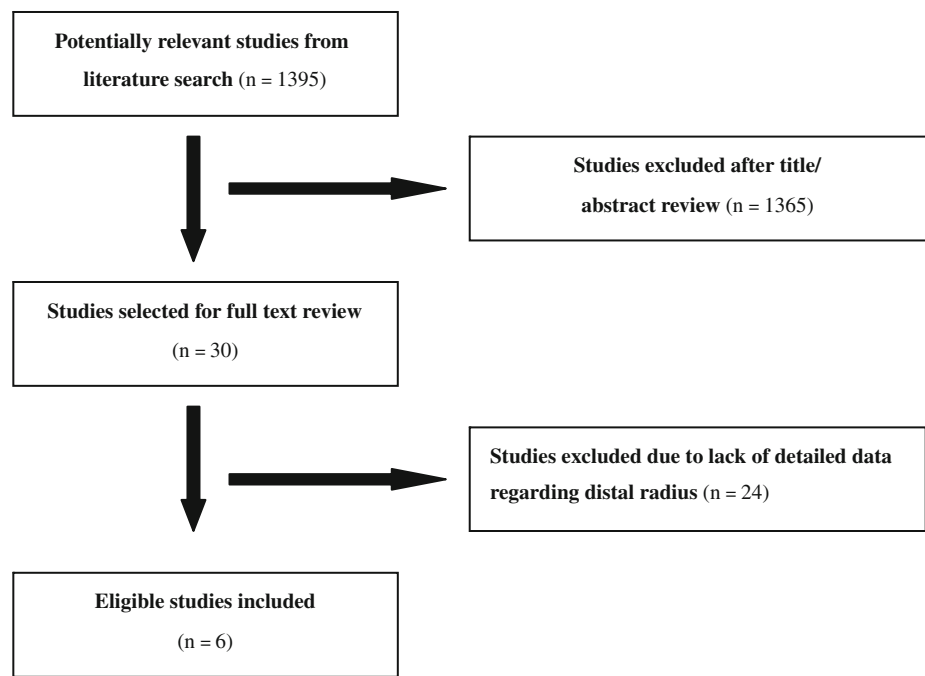 Potentially relevant studies from
literature search (n = 1395)
Studies excluded after title/
abstract review (n = 1365)
Studies selected for full text review
(n = 30)
Studies excluded due to lack of detailed data
regarding distal radius (n = 24)
Eligible studies included
(n = 6)